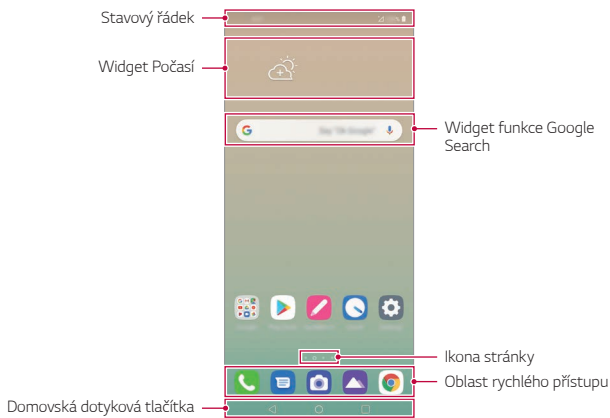 Stavový řádek
Widget Počasí
Widget funkce Google
Search
Ikona stránky
Oblast rychlého přístupu
Domovská dotyková tlačítka